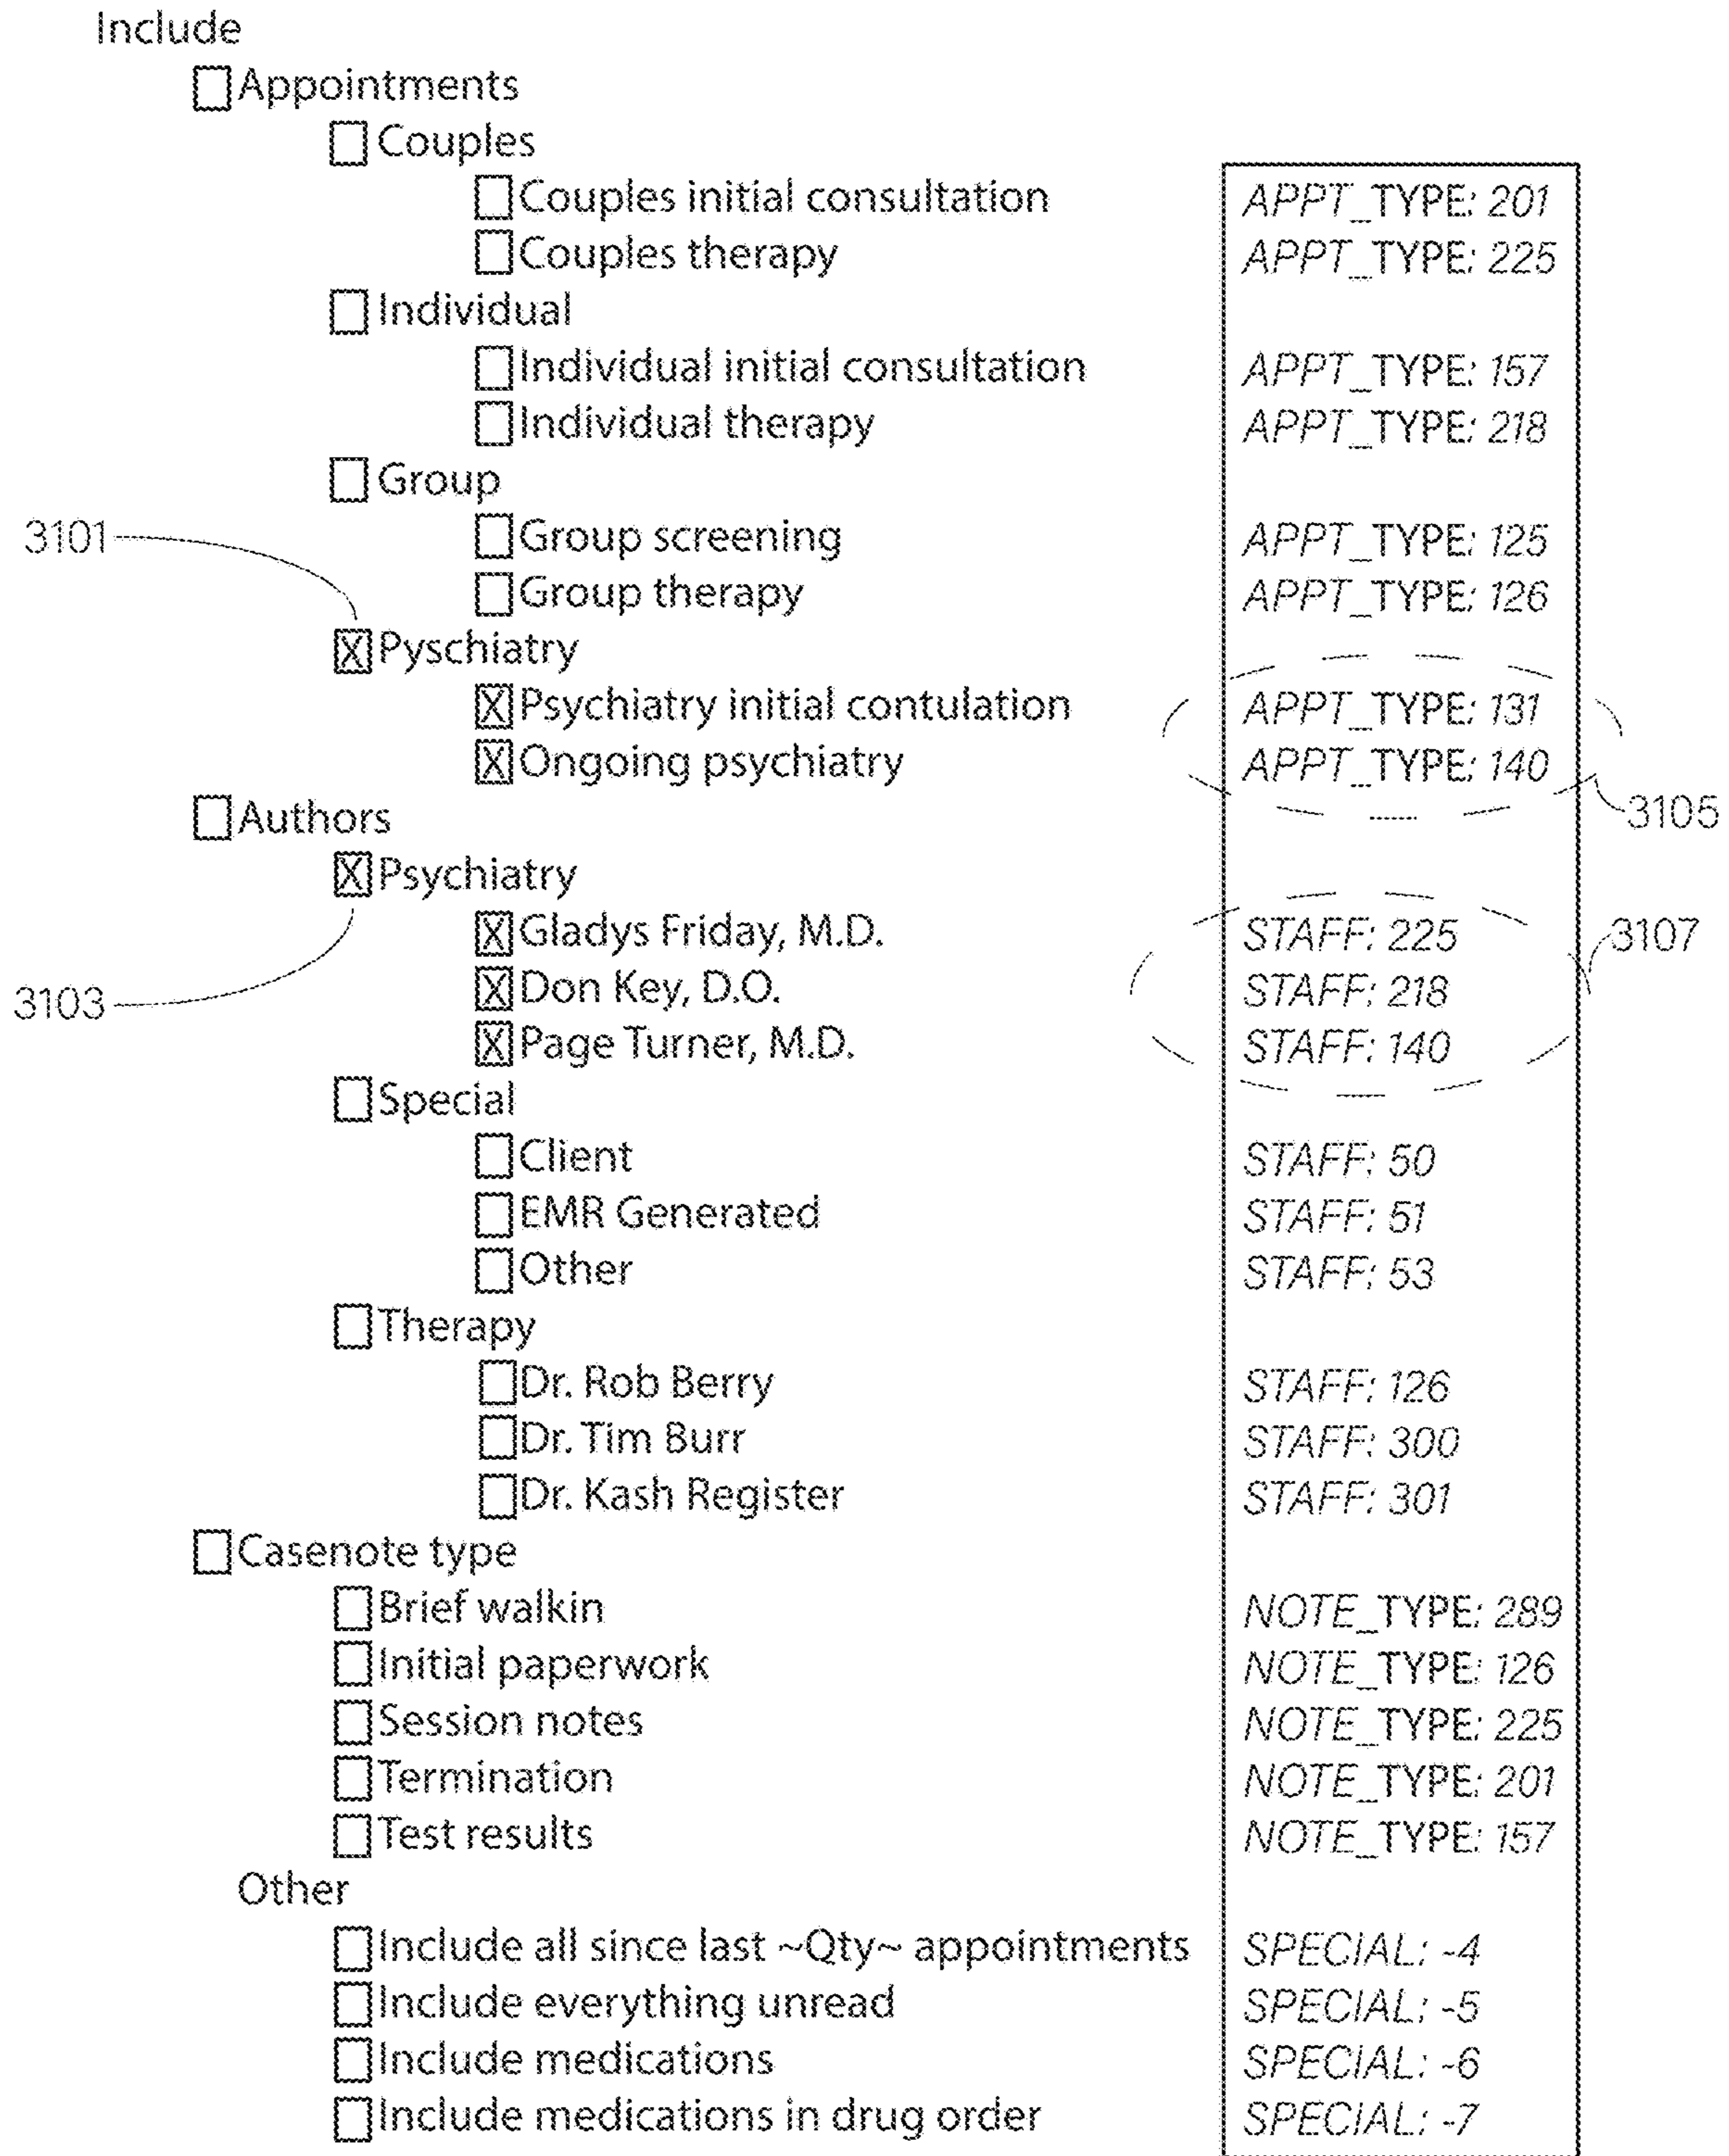 Include
Appointments
Couples
Couples initial consultation APPT_TYPE: 201
Couples therapy APPT_TYPE: 225
Individual
Individual initial consultation APPT_TYPE: 157
Individual therapy APPT_TYPE: 218
Group
3101 Group screening APPT_TYPE: 125
Group therapy APPT_TYPE: 126
X Pyschiatry
X Psychiatry initial contulation APPT_TYPE: 131
X Ongoing psychiatry APPT_TYPE: 140
Authors 3105
X Psychiatry
X Gladys Friday, M.D. STAFF: 225 3107
3103 X Don Key, D.O. STAFF: 218
X Page Turner, M.D. STAFF: 140
Special
Client STAFF: 50
EMR Generated STAFF: 51
Other STAFF: 53
Therapy
Dr. Rob Berry STAFF: 126
Dr. Tim Burr STAFF: 300
Dr. Kash Register STAFF: 301
Casenote type
Brief walkin NOTE_TYPE: 289
Initial paperwork NOTE_TYPE: 126
Session notes NOTE_TYPE: 225
Termination NOTE_TYPE: 201
Test results NOTE_TYPE: 157
Other
Include all since last ~Qty~ appointments SPECIAL: -4
Include everything unread SPECIAL: -5
Include medications SPECIAL: -6
Include medications in drug order SPECIAL: -7